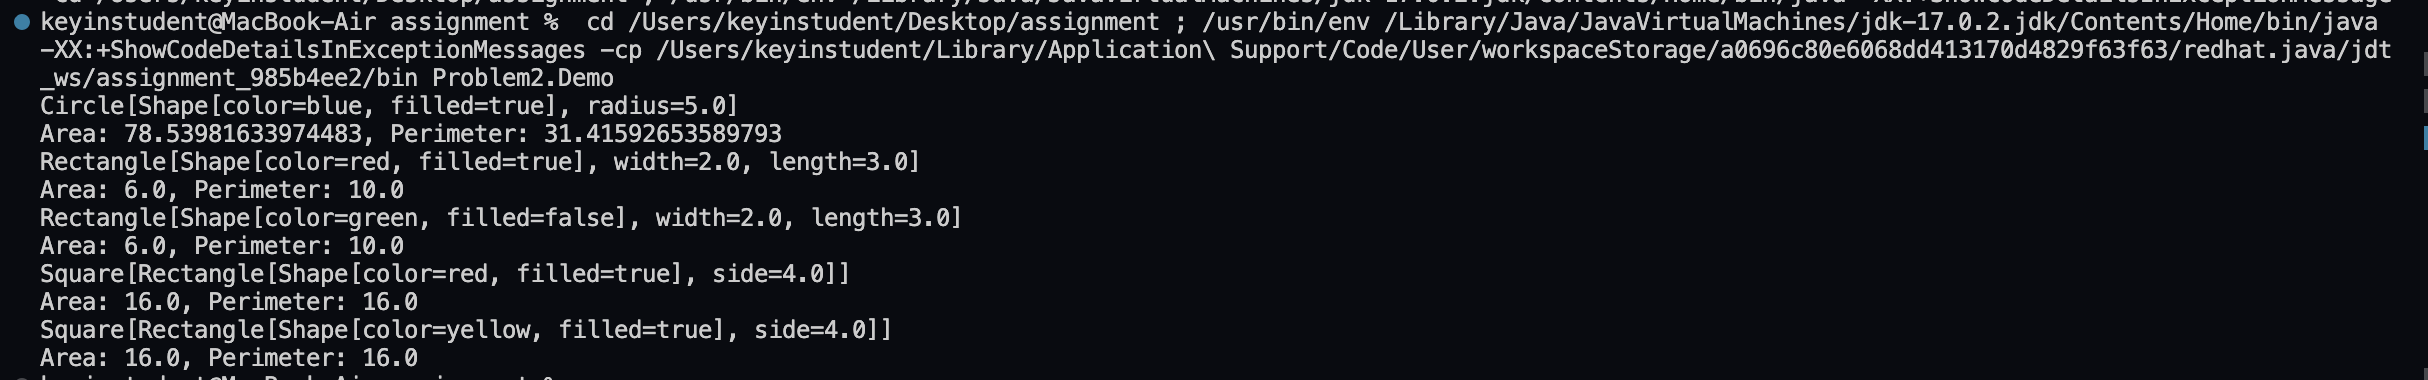 keyinstudent@MacBook-Air assignment %  cd /Users/keyinstudent/Desktop/assignment ; /usr/bin/env /Library/Java/JavaVirtualMachines/jdk-17.0.2.jdk/Contents/Home/bin/java
-XX:+ShowCodeDetailsInExceptionMessages -cp /Users/keyinstudent/Library/Application\ Support/Code/User/workspaceStorage/a0696c80e6068dd413170d4829f63f63/redhat.java/jdt
_ws/assignment_985b4ee2/bin Problem2.Demo
Circle[Shape[color=blue, filled=true], radius=5.0]
Area: 78.53981633974483, Perimeter: 31.41592653589793
Rectangle[Shape[color=red, filled=true], width=2.0, length=3.0]
Area: 6.0, Perimeter: 10.0
Rectangle[Shape[color=green, filled=false], width=2.0, length=3.0]
Area: 6.0, Perimeter: 10.0
Square[Rectangle[Shape[color=red, filled=true], side=4.0]]
Area: 16.0, Perimeter: 16.0
Square[Rectangle[Shape[color=yellow, filled=true], side=4.0]]
Area: 16.0, Perimeter: 16.0